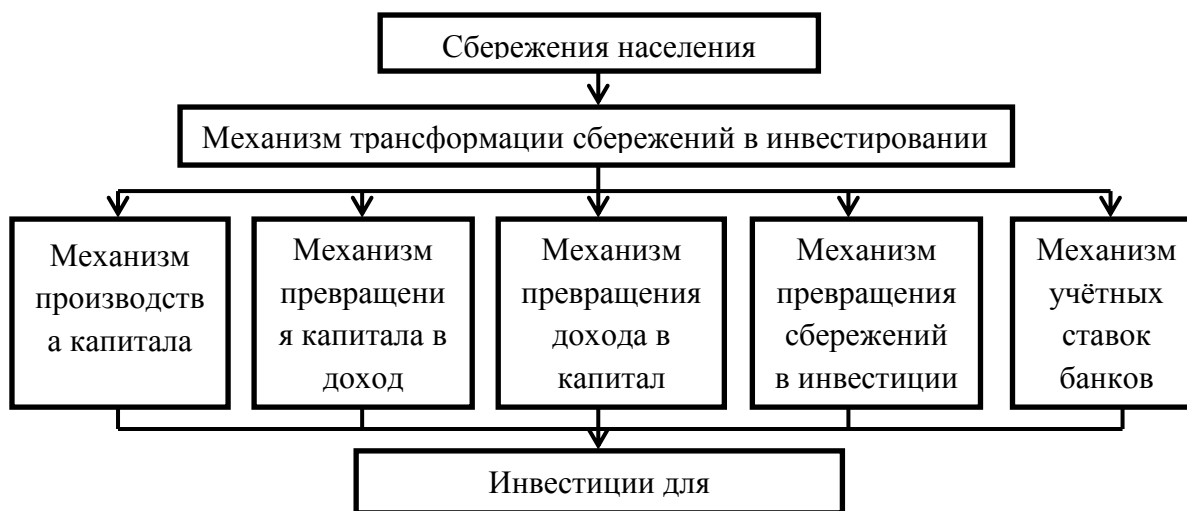 Сбережения населения
Механизм трансформации сбережений в инвестировании
Механизм
производств
а капитала
Механизм
превращени
я капитала в
доход
Механизм
превращения
дохода в
капитал
Механизм
превращения
сбережений
в инвестиции
Механизм
учётных
ставок
банков
Инвестиции для